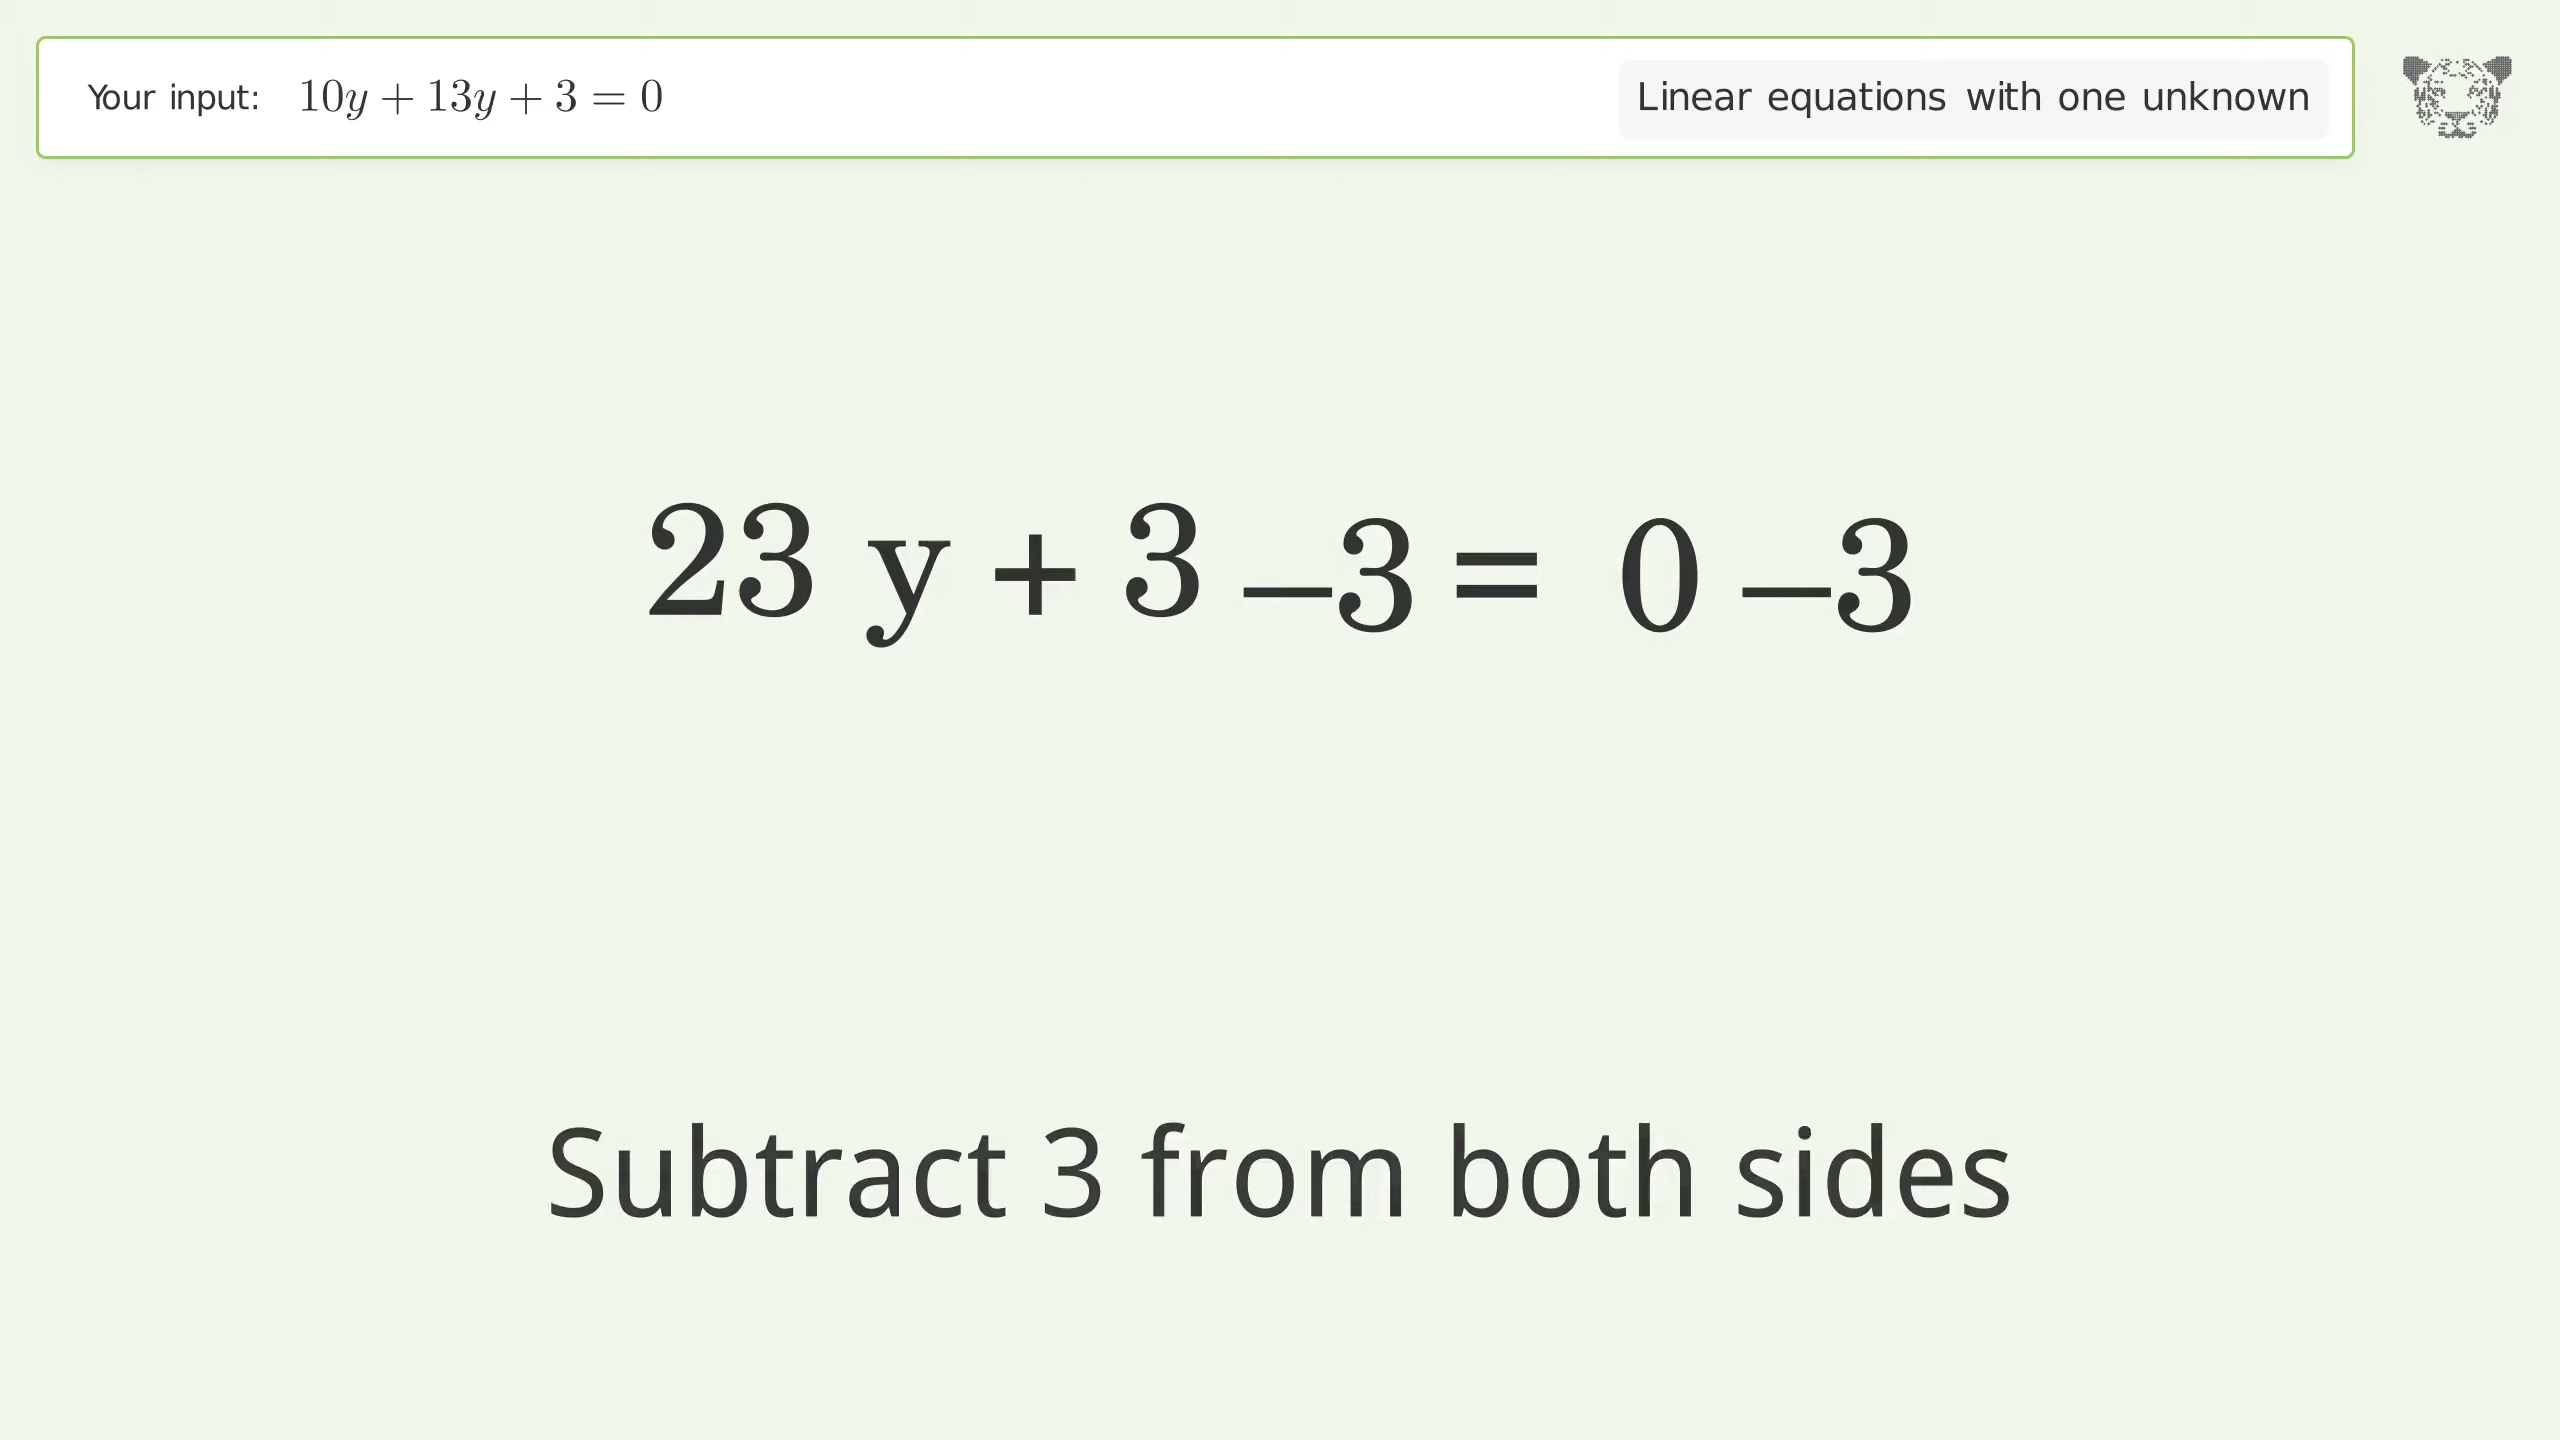 Your input: 10y + 13y + 3 = 0
Linear equations with one unknown
23 y + 3 –3 = 0 –3
Subtract 3 from both sides